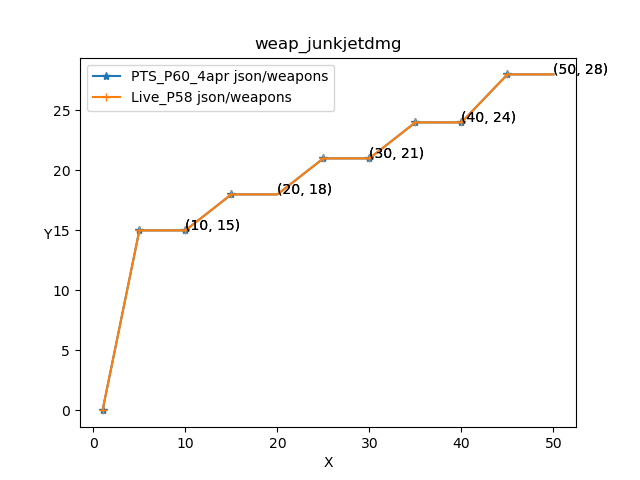 weap_junkjetdmg
PTS_P60_4apr json/weapons
Live_P58 json/weapons
(50, 28)
(40, 24)
(30, 21)
(20, 18)
(10, 15)
25
20
15
10
5
0
Y
0 10 20 30 40 50
X